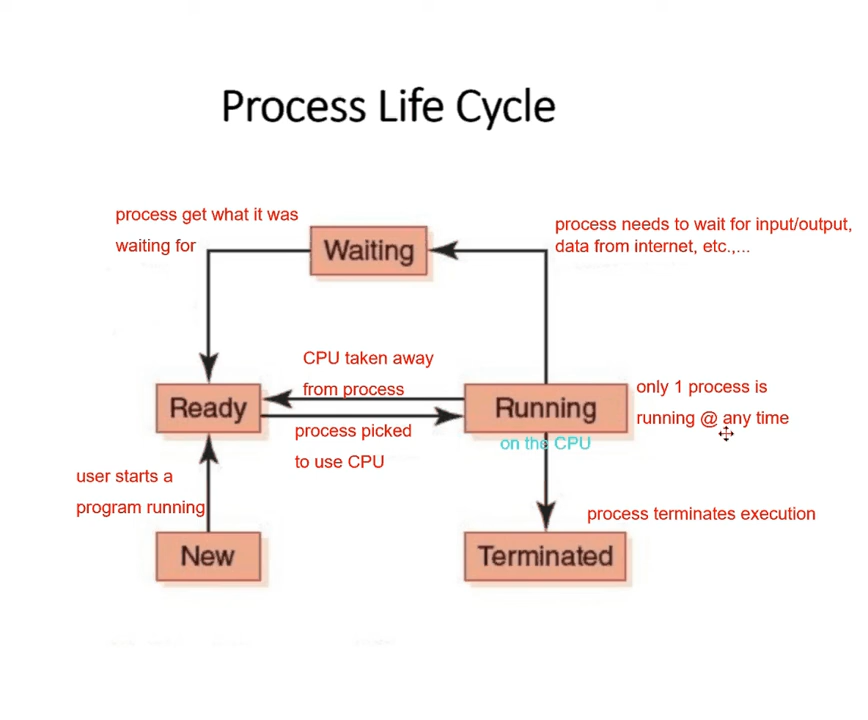 Process Life Cycle
process get what it was
waiting for
Waiting
process needs to wait for input/output,
data from internet, etc.,...
CPU taken away
from process
Ready
Running
only 1 process is
running @ any time
process picked
to use CPU
on the CPU
user starts a
program running
process terminates execution
New
Terminated